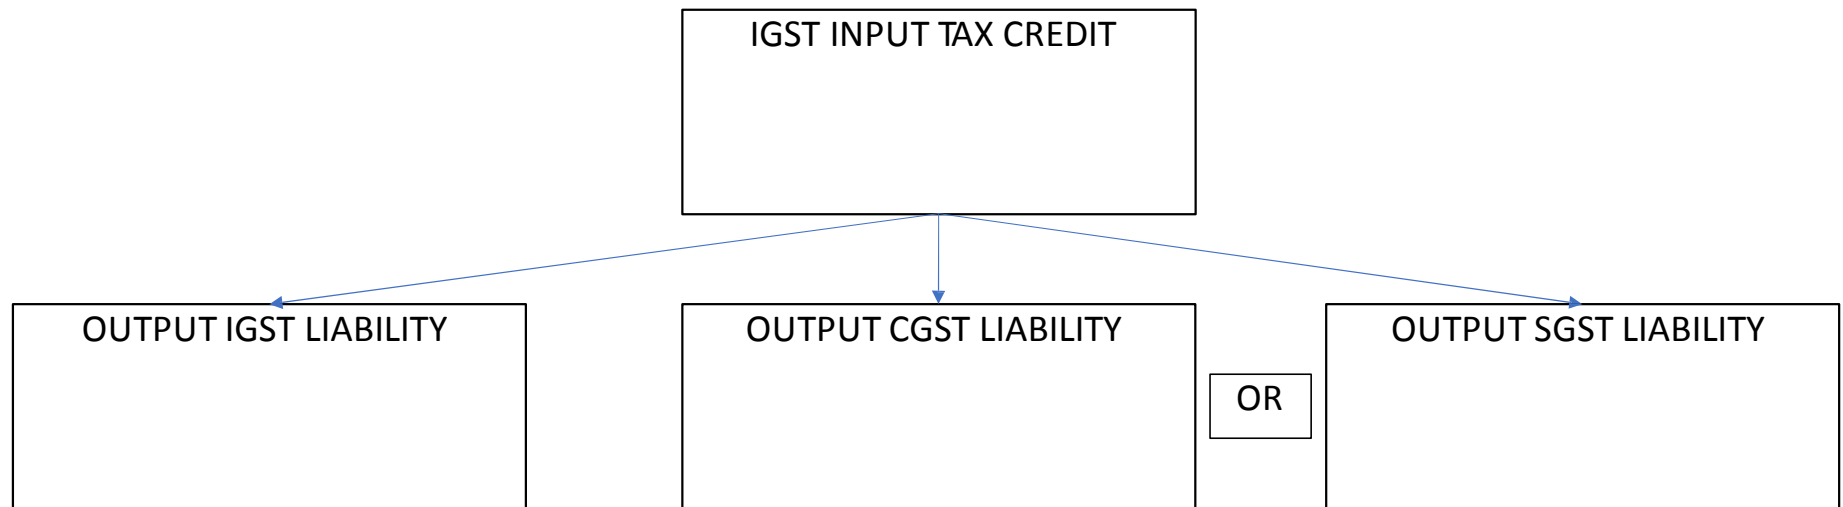 IGST INPUT TAX CREDIT
OUTPUT IGST LIABILITY
OUTPUT CGST LIABILITY
OR
OUTPUT SGST LIABILITY